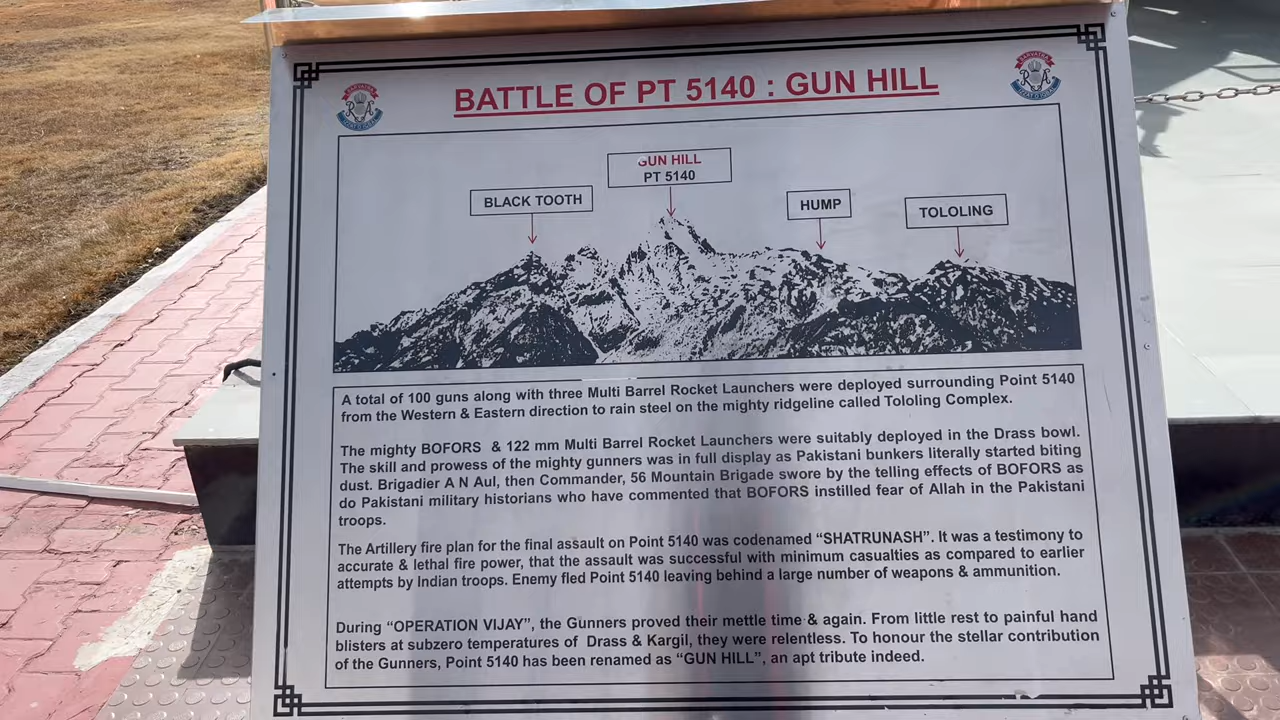 BATTLE OF PT 5140 : GUN HILL
GUN HILL
PT 5140
BLACK TOOTH
HUMP
TOLOLING
A total of 100 guns along with three Multi Barrel Rocket Launchers were deployed surrounding Point 5140
from the Western & Eastern direction to rain steel on the mighty ridgeline called Tololing Complex.
The mighty BOFORS & 122 mm Multi Barrel Rocket Launchers were suitably deployed in the Drass bowl.
The skill and prowess of the mighty gunners was in full display as Pakistani bunkers literally started biting
dust. Brigadier A N Aul, then Commander, 56 Mountain Brigade swore by the telling effects of BOFORS as
do Pakistani military historians who have commented that BOFORS instilled fear of Allah in the Pakistani
troops.
The Artillery fire plan for the final assault on Point 5140 was codenamed “SHATRUNASH”. It was a testimony to
accurate & lethal fire power, that the assault was successful with minimum casualties as compared to earlier
attempts by Indian troops. Enemy fled Point 5140 leaving behind a large number of weapons & ammunition.
During “OPERATION VIJAY”, the Gunners proved their mettle time & again. From little rest to painful hand
blisters at subzero temperatures of Drass & Kargil, they were relentless. To honour the stellar contribution
of the Gunners, Point 5140 has been renamed as “GUN HILL”, an apt tribute indeed.